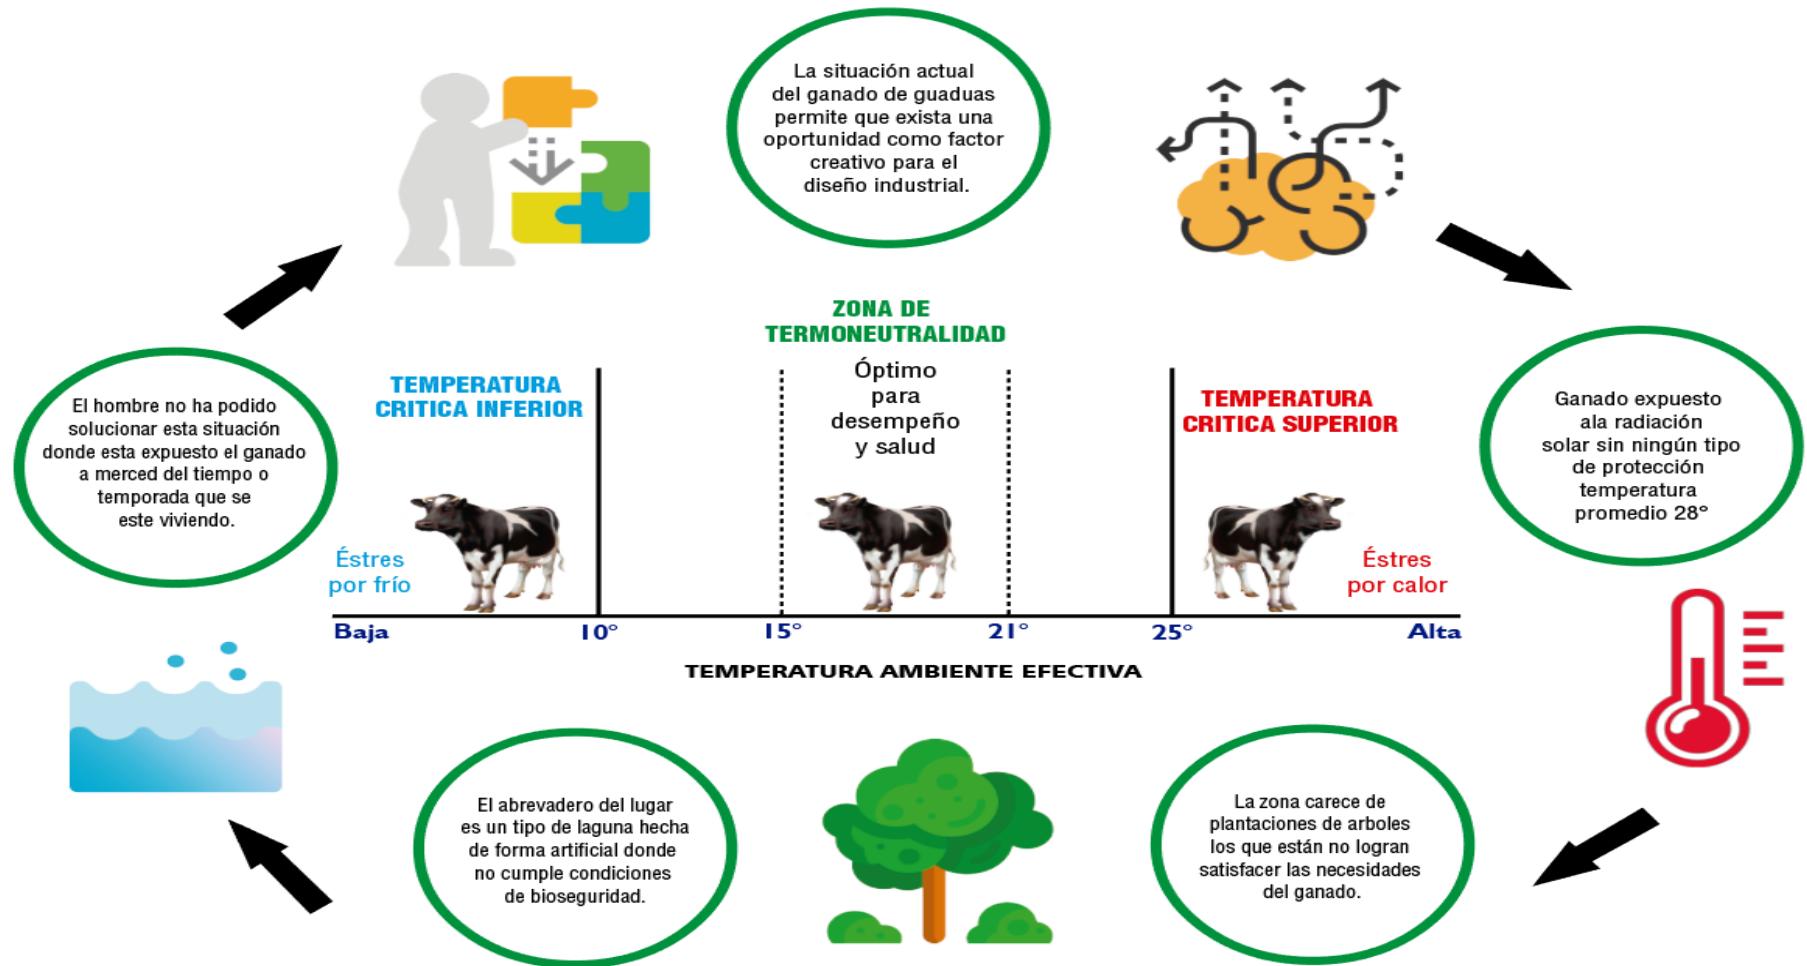 La situación actual
del ganado de guaduas
permite que exista una
oportunidad como factor
creativo para el
diseño industrial.
El hombre no ha podido
solucionar esta situación
donde esta expuesto el ganado
a merced del tiempo o
temporada que se
este viviendo.
TEMPERATURA
CRITICA INFERIOR
Éstres
por frío
ZONA DE
TERMONEUTRALIDAD
Óptimo
para
desempeño
y salud
TEMPERATURA
CRITICA SUPERIOR
Éstres
por calor
Ganado expuesto
ala radiación
solar sin ningún tipo
de protección
temperatura
promedio 28º
Baja 10° 15° 21° 25° Alta
TEMPERATURA AMBIENTE EFECTIVA
El abrevadero del lugar
es un tipo de laguna hecha
de forma artificial donde
no cumple condiciones
de bioseguridad.
La zona carece de
plantaciones de arboles
los que están no logran
satisfacer las necesidades
del ganado.